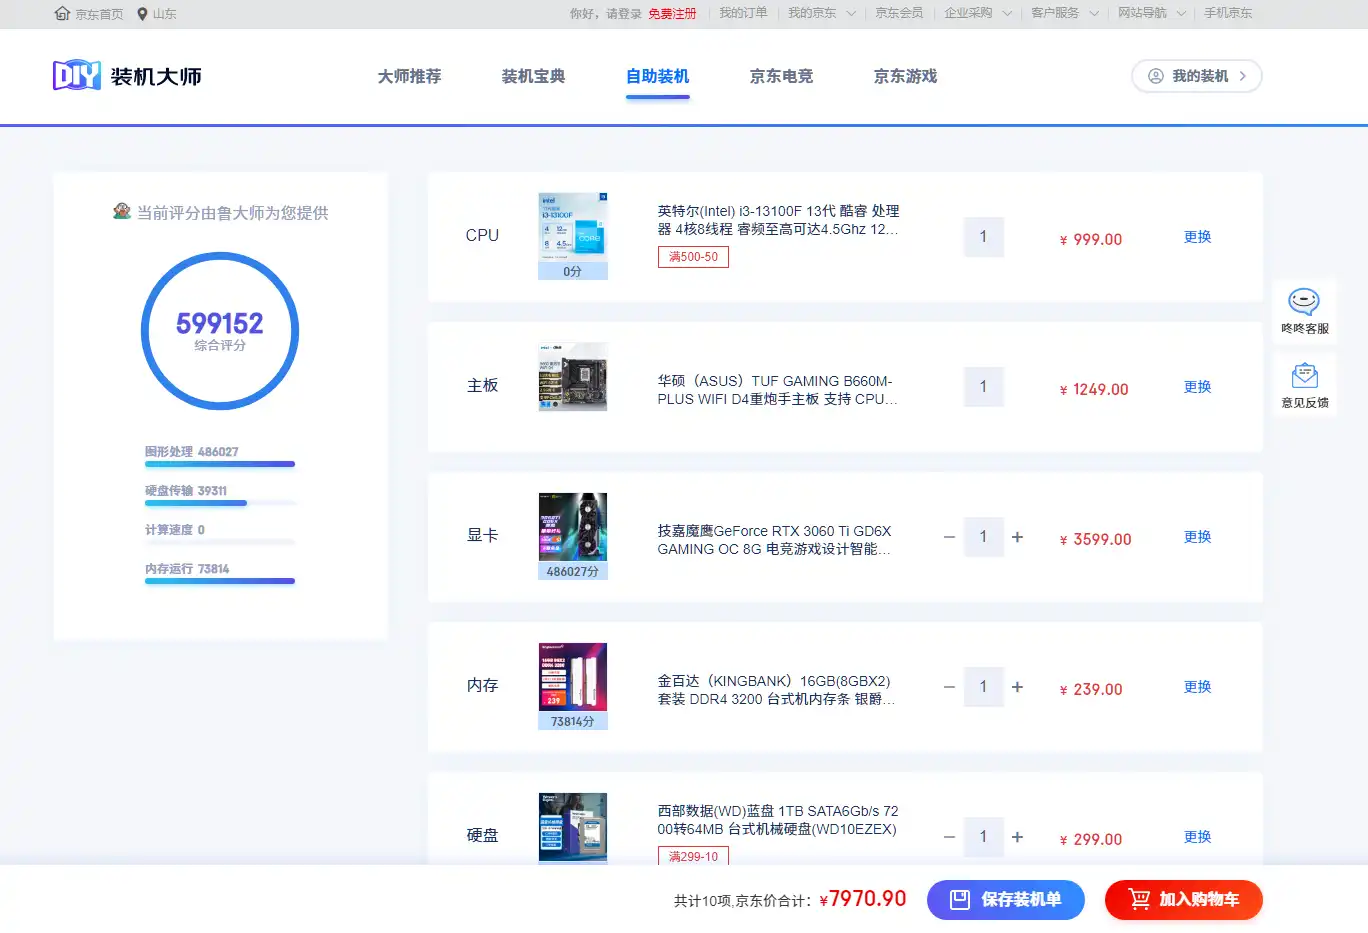 京东首页 山东 你好，请登录 免费注册 我的订单 我的京东 京东会员 企业采购 客户服务 网站导航 手机京东
DIY 装机大师 大师推荐 装机宝典 自助装机 京东电竞 京东游戏 我的装机
当前评分由鲁大师为您提供
599152
综合评分
图形处理 486027
硬盘传输 39311
计算速度 0
内存运行 73814
CPU
intel
i3-13100F
CORE
0分
英特尔(Intel) i3-13100F 13代 酷睿 处理
器 4核8线程 睿频至高可达4.5Ghz 12...
满500-50
1
¥ 999.00
更换
主板
华硕（ASUS）TUF GAMING B660M-
PLUS WIFI D4重炮手主板 支持 CPU...
1
¥ 1249.00
更换
显卡
486027分
技嘉魔鹰GeForce RTX 3060 Ti GD6X
GAMING OC 8G 电竞游戏设计智能...
1
¥ 3599.00
更换
内存
239
73814分
金百达（KINGBANK）16GB(8GBX2)
套装 DDR4 3200 台式机内存条 银爵...
1
¥ 239.00
更换
硬盘
西部数据(WD)蓝盘 1TB SATA6Gb/s 72
00转64MB 台式机械硬盘(WD10EZEX)
满299-10
1
¥ 299.00
更换
咚咚客服
意见反馈
共计10项,京东价合计：¥7970.90 保存装机单 加入购物车